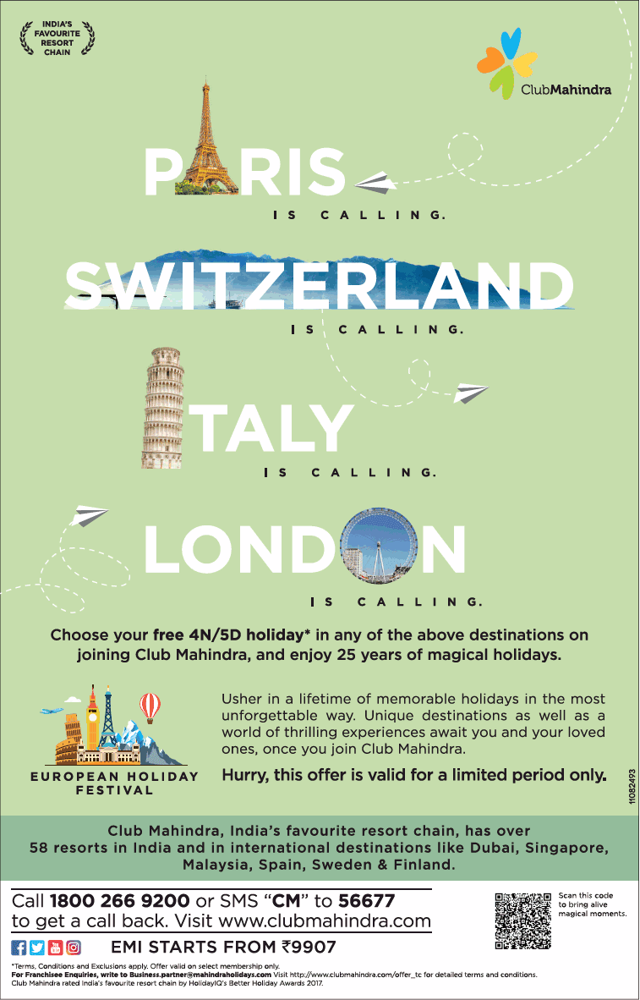 INDIA'S
FAVOURITE
RESORT
CHAIN
ClubMahindra
PARIS
IS CALLING.
SWITZERLAND
IS CALLING.
ITALY
IS CALLING.
LONDON
IS CALLING.
Choose your free 4N/5D holiday* in any of the above destinations on
joining Club Mahindra, and enjoy 25 years of magical holidays.
EUROPEAN HOLIDAY
FESTIVAL
Usher in a lifetime of memorable holidays in the most
unforgettable way. Unique destinations as well as a
world of thrilling experiences await you and your loved
ones, once you join Club Mahindra.
Hurry, this offer is valid for a limited period only.
11082493
Club Mahindra, India's favourite resort chain, has over
58 resorts in India and in international destinations like Dubai, Singapore,
Malaysia, Spain, Sweden & Finland.
Call 1800 266 9200 or SMS "CM" to 56677
to get a call back. Visit www.clubmahindra.com
Scan this code
to bring alive
magical moments.
EMI STARTS FROM ₹9907
*Terms, Conditions and Exclusions apply. Offer valid on select membership only.
For Franchisee Enquiries, write to Business.partner@mahindraholidays.com Visit http://www.clubmahindra.com/offer_tc for detailed terms and conditions.
Club Mahindra rated India's favourite resort chain by HolidayIQ's Better Holiday Awards 2017.